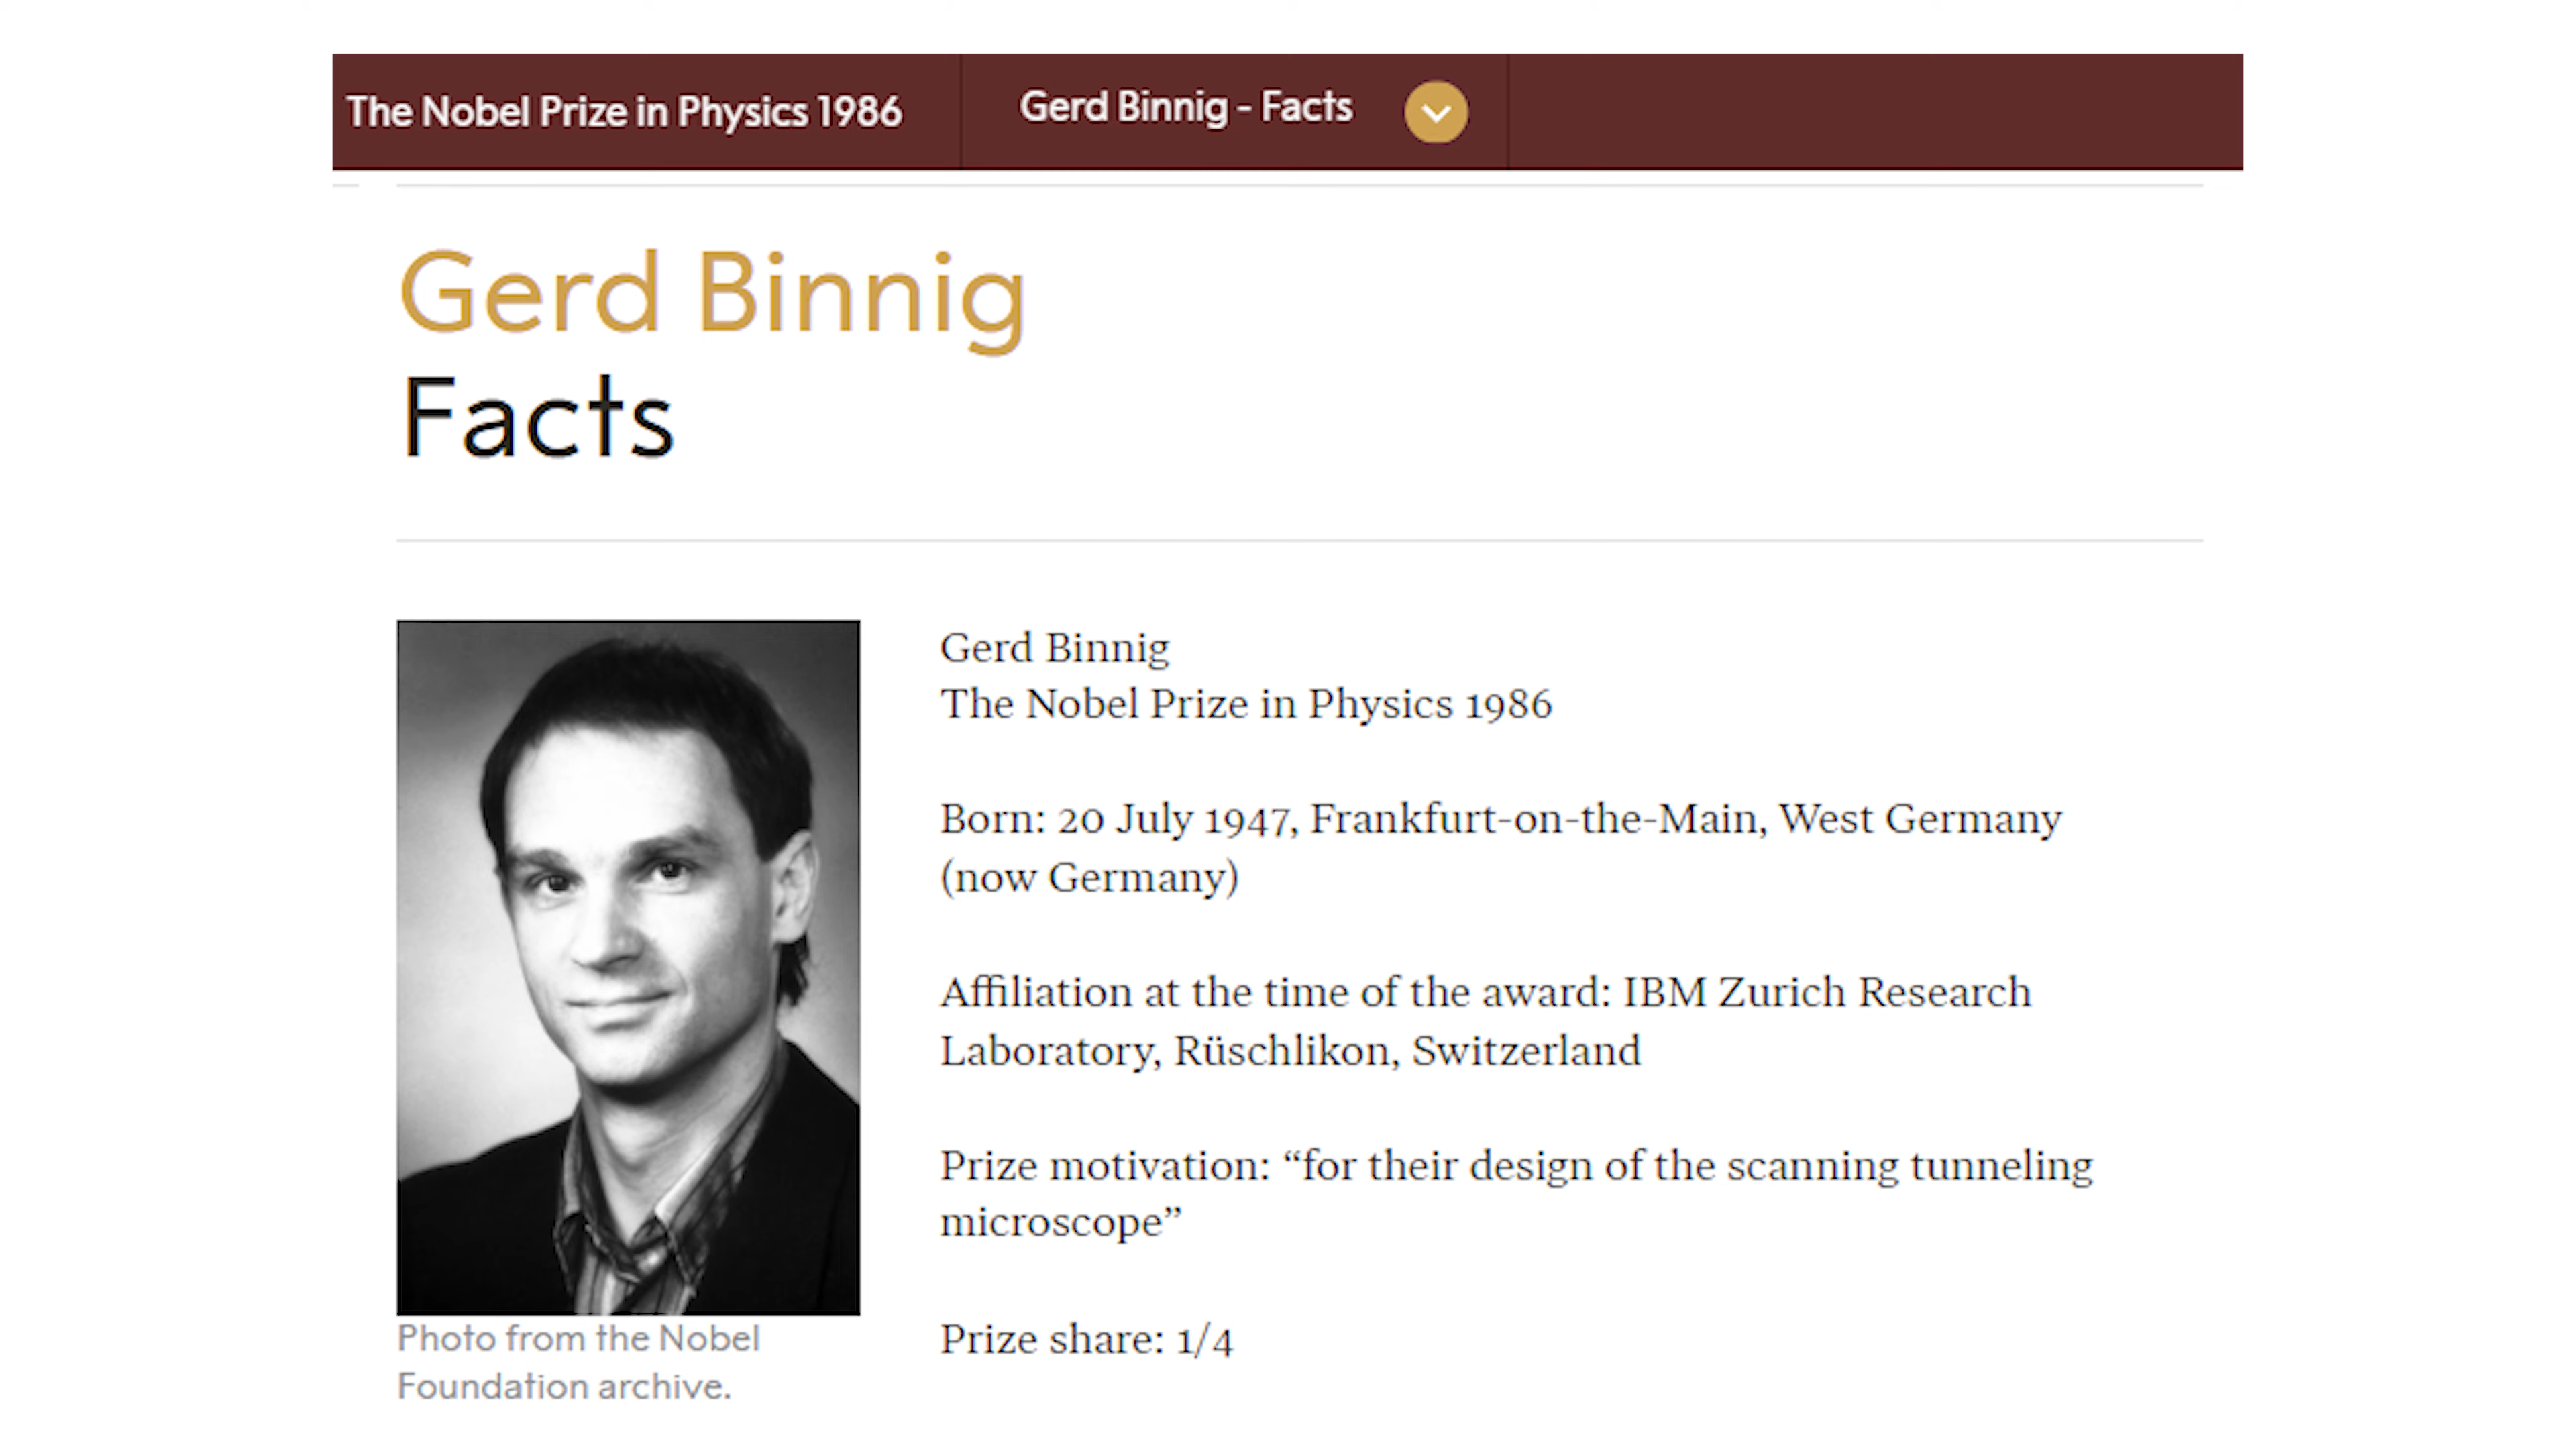 The Nobel Prize in Physics 1986
Gerd Binnig - Facts
Gerd Binnig
Facts
Gerd Binnig
The Nobel Prize in Physics 1986
Born: 20 July 1947, Frankfurt-on-the-Main, West Germany
(now Germany)
Affiliation at the time of the award: IBM Zurich Research
Laboratory, Rüschlikon, Switzerland
Prize motivation: “for their design of the scanning tunneling
microscope”
Prize share: 1/4
Photo from the Nobel
Foundation archive.